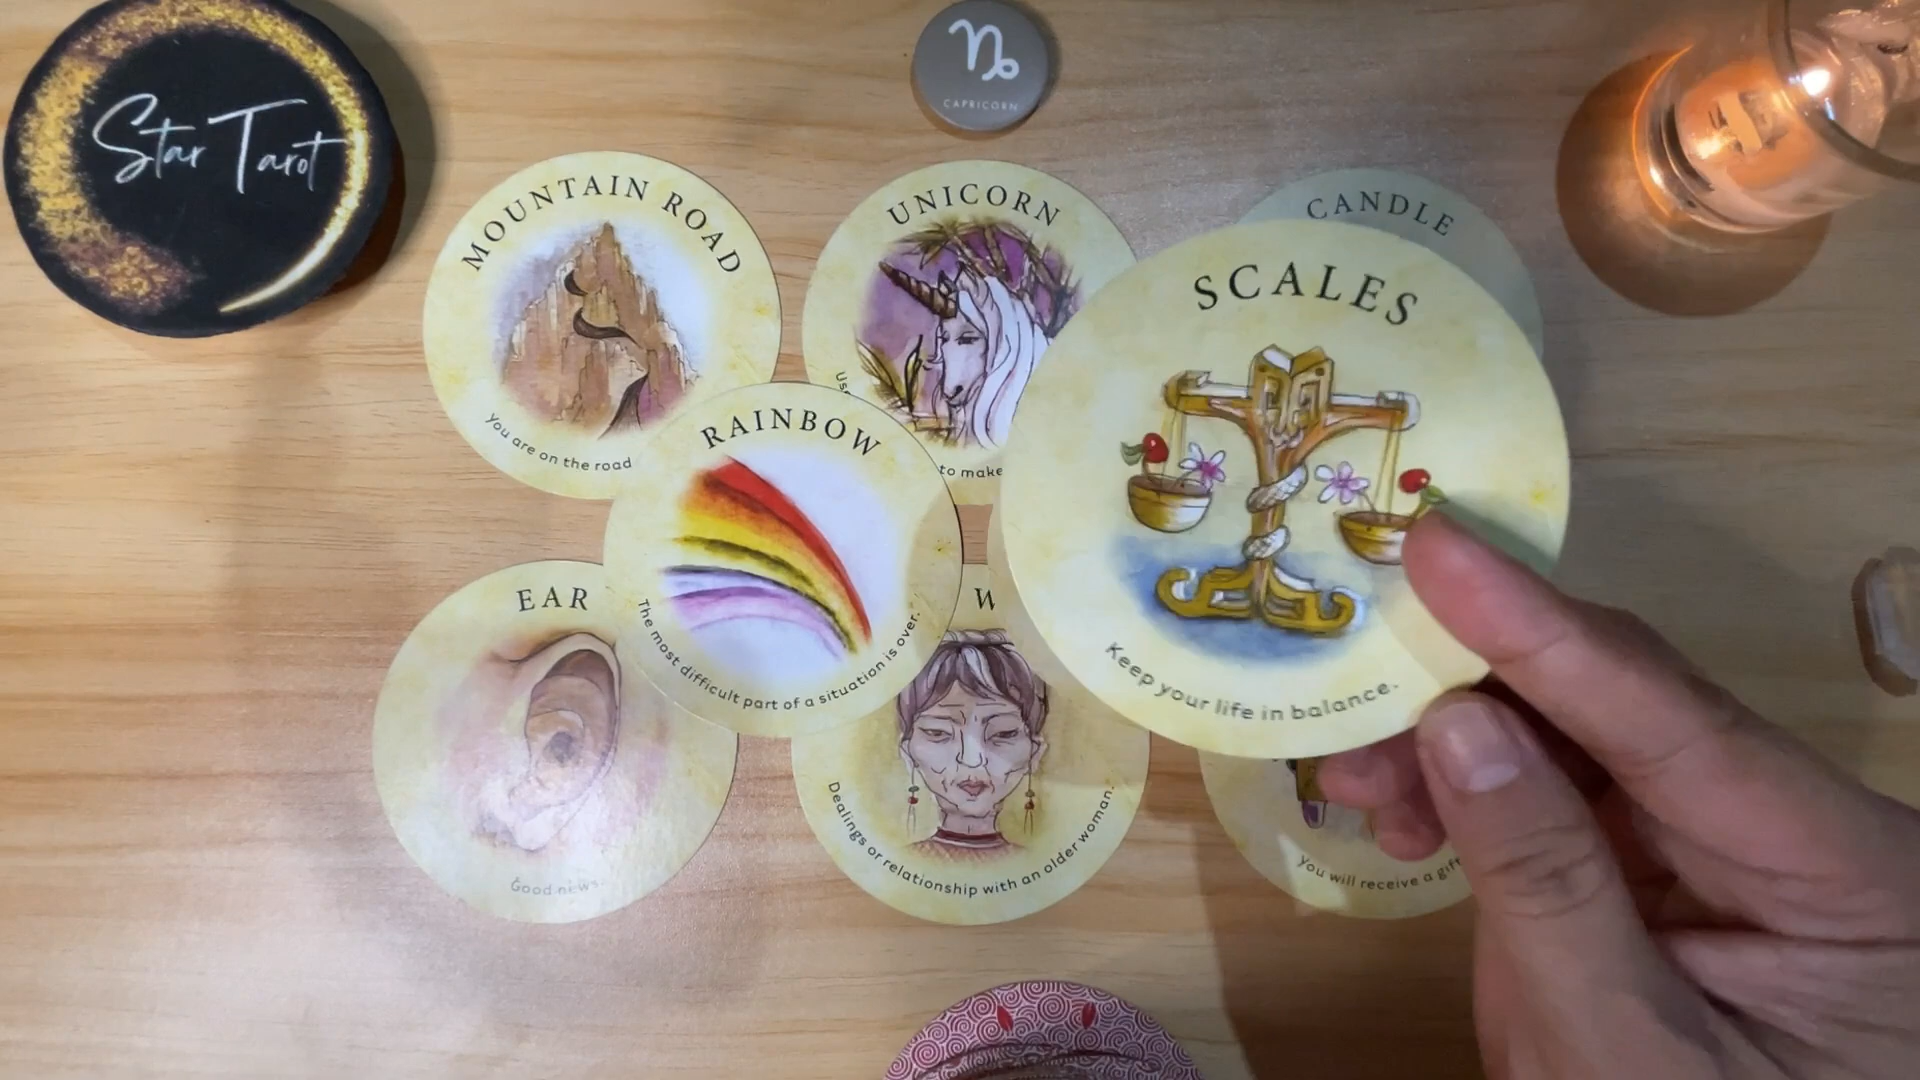 Star Tarot
CAPRICORN
MOUNTAIN ROAD
You are on the road
UNICORN
to make
CANDLE
SCALES
Keep your life in balance.
RAINBOW
The most difficult part of a situation is over.
EAR
Good news.
W
Dealings or relationship with an older woman.
You will receive a gift